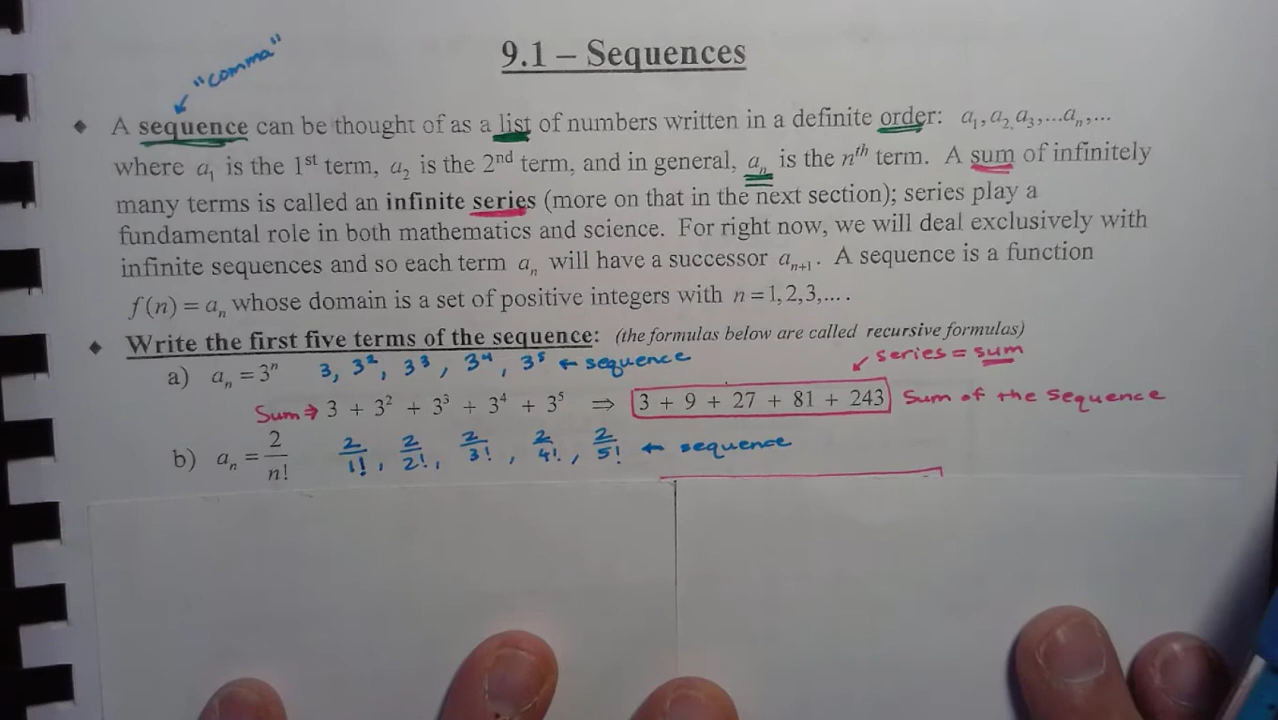 9.1 – Sequences
"comma"
♦ A sequence can be thought of as a list of numbers written in a definite order: a₁, a₂, a₃, ...aₙ, ...
where a₁ is the 1ˢᵗ term, a₂ is the 2ⁿᵈ term, and in general, aₙ is the nᵗʰ term. A sum of infinitely
many terms is called an infinite series (more on that in the next section); series play a
fundamental role in both mathematics and science. For right now, we will deal exclusively with
infinite sequences and so each term aₙ will have a successor aₙ₊₁. A sequence is a function
f(n) = aₙ whose domain is a set of positive integers with n = 1, 2, 3, ... .
♦ Write the first five terms of the sequence: (the formulas below are called recursive formulas)
a) aₙ = 3ⁿ 3, 3², 3³, 3⁴, 3⁵ ← sequence series = sum
Sum → 3 + 3² + 3³ + 3⁴ + 3⁵ ⇒ 3 + 9 + 27 + 81 + 243 Sum of the sequence
b) aₙ = 2/n! 2/1!, 2/2!, 2/3!, 2/4!, 2/5! ← sequence